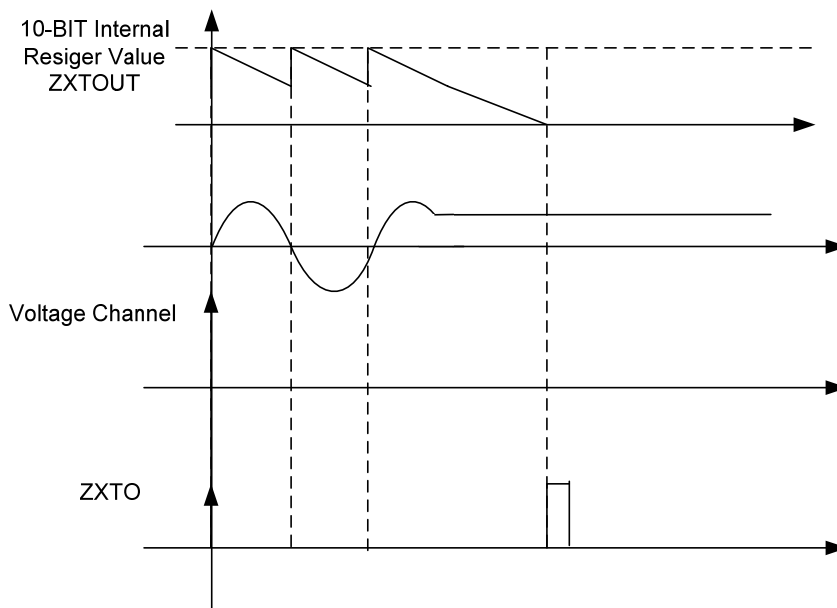 10-BIT Internal
Resiger Value
ZXTOUT
Voltage Channel
ZXTO